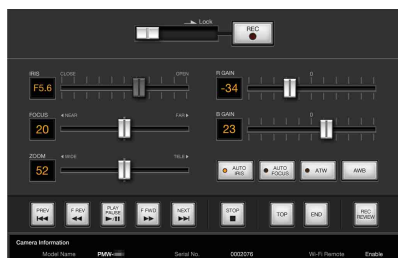 Lock
REC
IRIS CLOSE OPEN
F5.6
R.GAIN 0
-34
FOCUS NEAR FAR
20
B.GAIN 0
23
ZOOM WIDE TELE
52
AUTO IRIS
AUTO FOCUS
ATW
AWB
PREV
F REV
PLAY PAUSE
F FWD
NEXT
STOP
TOP
END
REC REVIEW
Camera Information
Model Name PMW- Serial No. 0002076 Wi-Fi Remote Enable